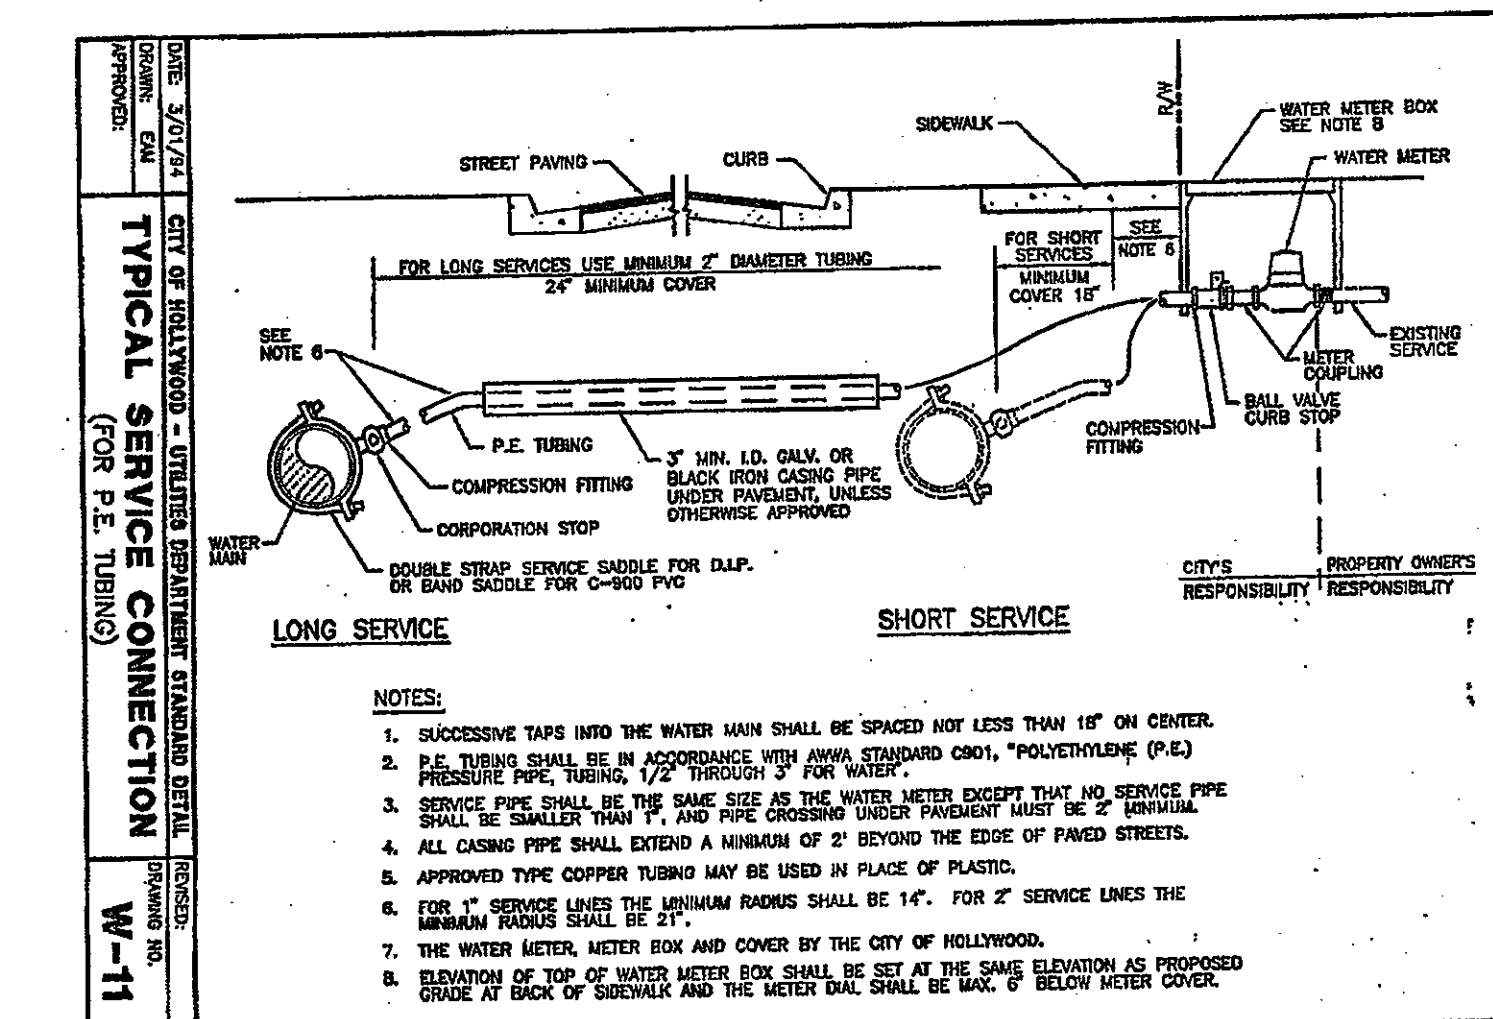 DATE: 3/01/94
DRAWN: EAM
APPROVED:
CITY OF HOLLYWOOD - UTILITIES DEPARTMENT STANDARD DETAIL
TYPICAL SERVICE CONNECTION
(FOR P.E. TUBING)
REVISED:
DRAWING NO.
W-11
R/W
SIDEWALK
WATER METER BOX
SEE NOTE 8
STREET PAVING
CURB
WATER METER
FOR SHORT
SERVICES
MINIMUM
COVER 18"
SEE
NOTE 6
FOR LONG SERVICES USE MINIMUM 2" DIAMETER TUBING
24" MINIMUM COVER
SEE
NOTE 6
EXISTING
SERVICE
METER
COUPLING
BALL VALVE
CURB STOP
COMPRESSION
FITTING
P.E. TUBING
3" MIN. I.D. GALV. OR
BLACK IRON CASING PIPE
UNDER PAVEMENT, UNLESS
OTHERWISE APPROVED
COMPRESSION FITTING
CORPORATION STOP
WATER
MAIN
DOUBLE STRAP SERVICE SADDLE FOR D.I.P.
OR BAND SADDLE FOR C-900 PVC
CITY'S
RESPONSIBILITY
PROPERTY OWNER'S
RESPONSIBILITY
LONG SERVICE
SHORT SERVICE
NOTES:
1. SUCCESSIVE TAPS INTO THE WATER MAIN SHALL BE SPACED NOT LESS THAN 18" ON CENTER.
2. P.E. TUBING SHALL BE IN ACCORDANCE WITH AWWA STANDARD C901, "POLYETHYLENE (P.E.)
PRESSURE PIPE, TUBING, 1/2" THROUGH 3" FOR WATER".
3. SERVICE PIPE SHALL BE THE SAME SIZE AS THE WATER METER EXCEPT THAT NO SERVICE PIPE
SHALL BE SMALLER THAN 1", AND PIPE CROSSING UNDER PAVEMENT MUST BE 2" MINIMUM.
4. ALL CASING PIPE SHALL EXTEND A MINIMUM OF 2' BEYOND THE EDGE OF PAVED STREETS.
5. APPROVED TYPE COPPER TUBING MAY BE USED IN PLACE OF PLASTIC.
6. FOR 1" SERVICE LINES THE MINIMUM RADIUS SHALL BE 14". FOR 2" SERVICE LINES THE
MINIMUM RADIUS SHALL BE 21".
7. THE WATER METER, METER BOX AND COVER BY THE CITY OF HOLLYWOOD.
8. ELEVATION OF TOP OF WATER METER BOX SHALL BE SET AT THE SAME ELEVATION AS PROPOSED
GRADE AT BACK OF SIDEWALK AND THE METER DIAL SHALL BE MAX. 6" BELOW METER COVER.